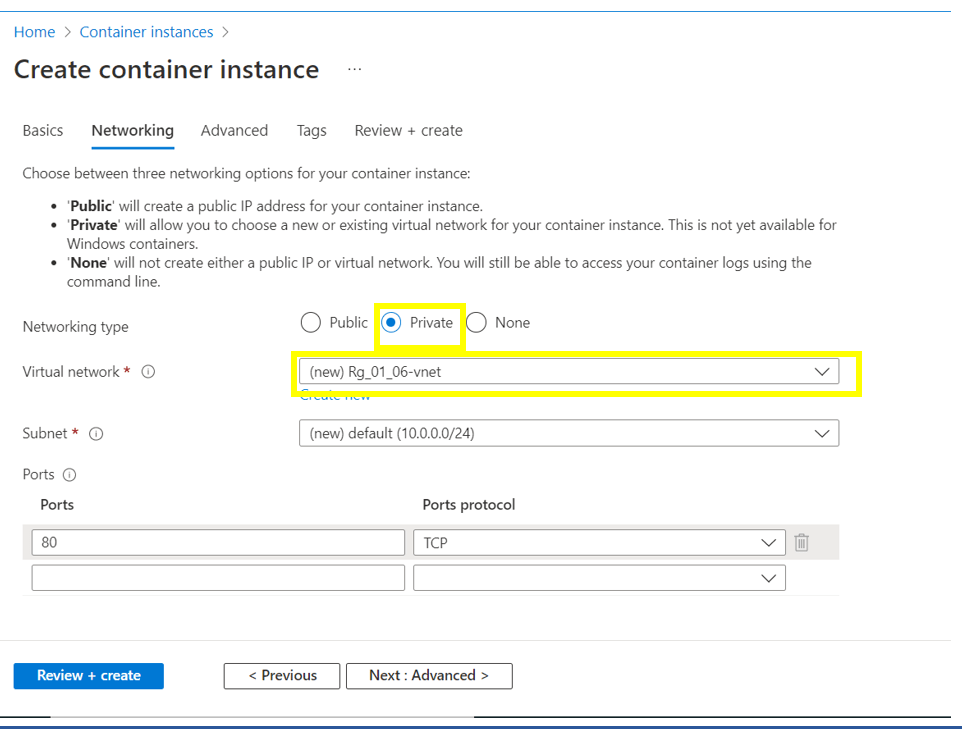 Home > Container instances >
Create container instance ...
Basics Networking Advanced Tags Review + create
Choose between three networking options for your container instance:
• 'Public' will create a public IP address for your container instance.
• 'Private' will allow you to choose a new or existing virtual network for your container instance. This is not yet available for
Windows containers.
• 'None' will not create either a public IP or virtual network. You will still be able to access your container logs using the
command line.
Networking type Public Private None
Virtual network * (new) Rg_01_06-vnet
Create new
Subnet * (new) default (10.0.0.0/24)
Ports
Ports Ports protocol
80 TCP
Review + create < Previous Next : Advanced >